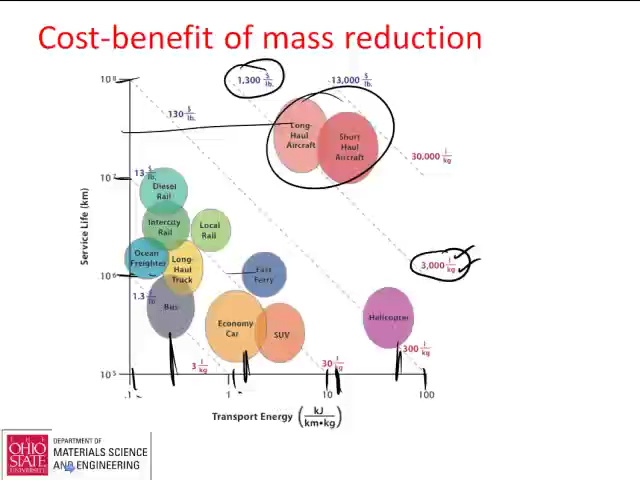 Cost-benefit of mass reduction
10⁸
1,300 $/lb.
13,000 $/lb.
130 $/lb.
Long-
Haul
Aircraft
Short
Haul
Aircraft
30,000 l/kg
10⁷
13 $/lb.
Diesel
Rail
Service Life (km)
Intercity
Rail
Local
Rail
Ocean
Freighter
Long-
Haul
Truck
Fast
Ferry
3,000 l/kg
10⁶
1.3 $/lb
Bus
Economy
Car
SUV
Helicopter
3 l/kg
30 l/kg
300 l/kg
10⁵
.1
1
10
100
Transport Energy (kJ/km•kg)
THE
OHIO
STATE
UNIVERSITY
DEPARTMENT OF
MATERIALS SCIENCE
AND ENGINEERING